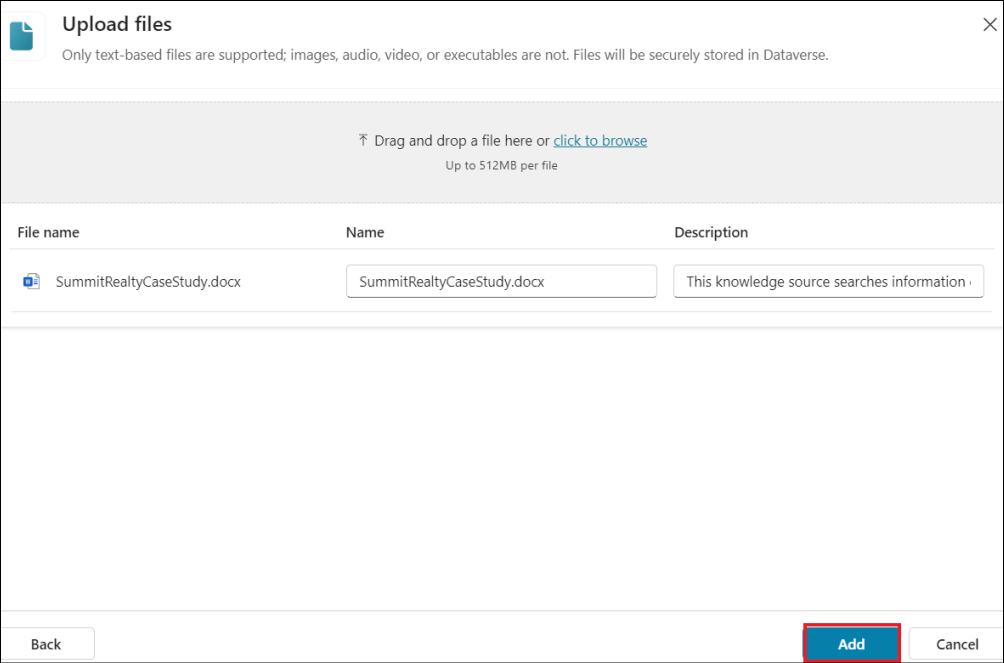 Upload files
Only text-based files are supported; images, audio, video, or executables are not. Files will be securely stored in Dataverse.
Drag and drop a file here or click to browse
Up to 512MB per file
File name Name Description
SummitRealtyCaseStudy.docx SummitRealtyCaseStudy.docx This knowledge source searches information
Back Add Cancel